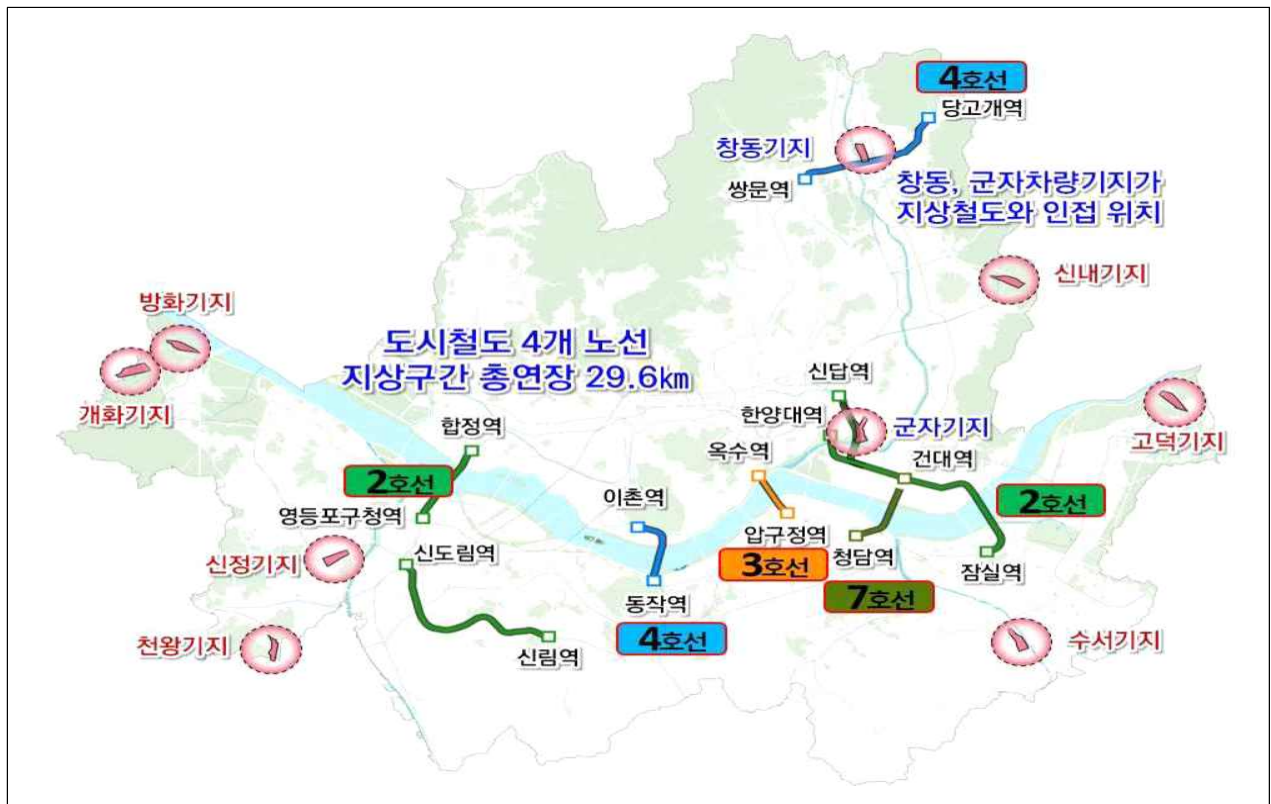 4호선
당고개역
창동기지
쌍문역
창동, 군자차량기지가
지상철도와 인접 위치
신내기지
방화기지
도시철도 4개 노선
지상구간 총연장 29.6km
개화기지
신답역
한양대역
군자기지
고덕기지
합정역
옥수역
건대역
2호선
이촌역
2호선
영등포구청역
압구정역
청담역
신정기지
신도림역
3호선
잠실역
7호선
동작역
천왕기지
신림역
4호선
수서기지